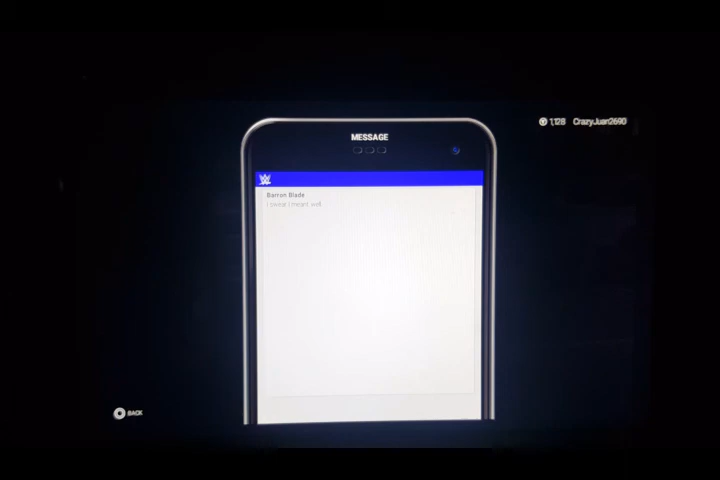 MESSAGE
1,128 CrazyJuan2690
Barron Blade
I swear I meant well
BACK